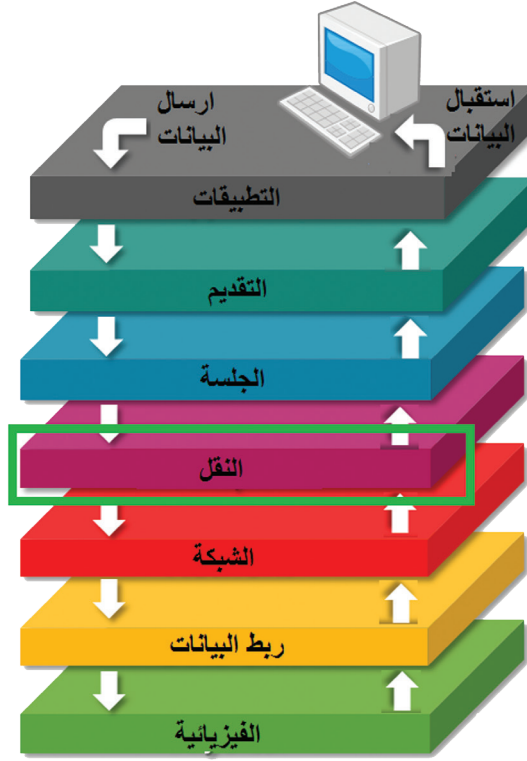 استقبال
البيانات
ارسال
البيانات
التطبيقات
التقديم
الجلسة
النقل
الشبكة
ربط البيانات
الفيزيائية